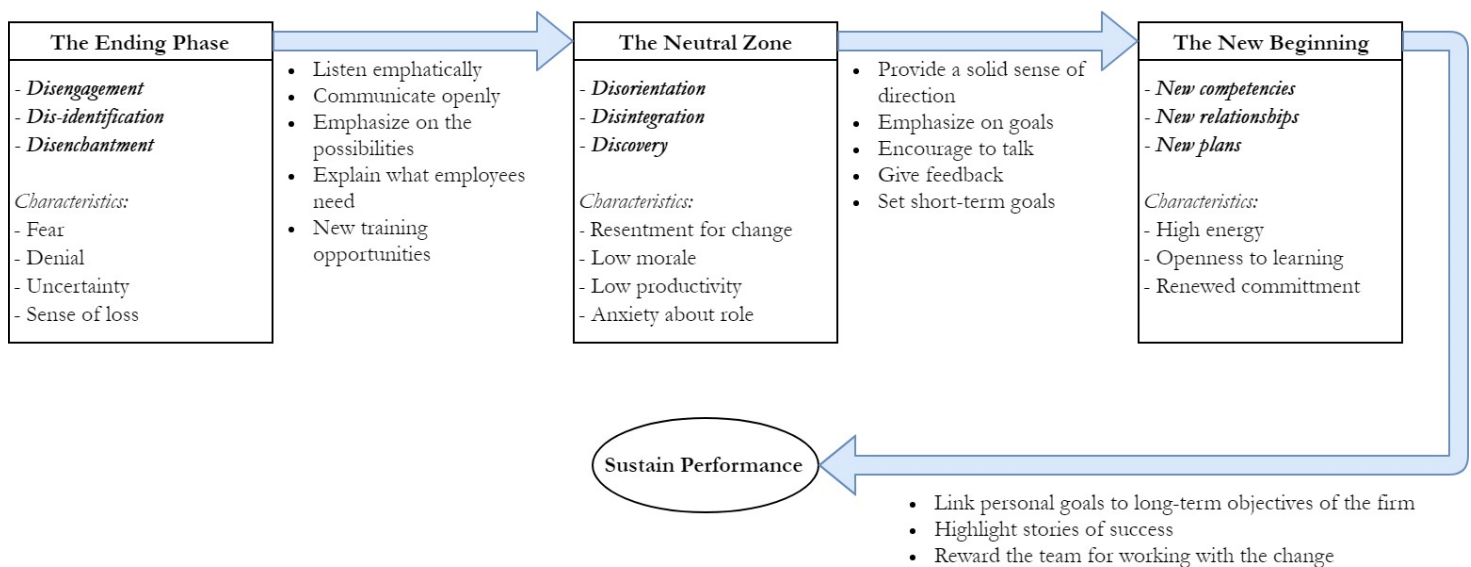 The Ending Phase
- Disengagement
- Dis-identification
- Disenchantment
Characteristics:
- Fear
- Denial
- Uncertainty
- Sense of loss
• Listen emphatically
• Communicate openly
• Emphasize on the
possibilities
• Explain what employees
need
• New training
opportunities
The Neutral Zone
- Disorientation
- Disintegration
- Discovery
Characteristics:
- Resentment for change
- Low morale
- Low productivity
- Anxiety about role
• Provide a solid sense of
direction
• Emphasize on goals
• Encourage to talk
• Give feedback
• Set short-term goals
The New Beginning
- New competencies
- New relationships
- New plans
Characteristics:
- High energy
- Openness to learning
- Renewed committment
Sustain Performance
• Link personal goals to long-term objectives of the firm
• Highlight stories of success
• Reward the team for working with the change